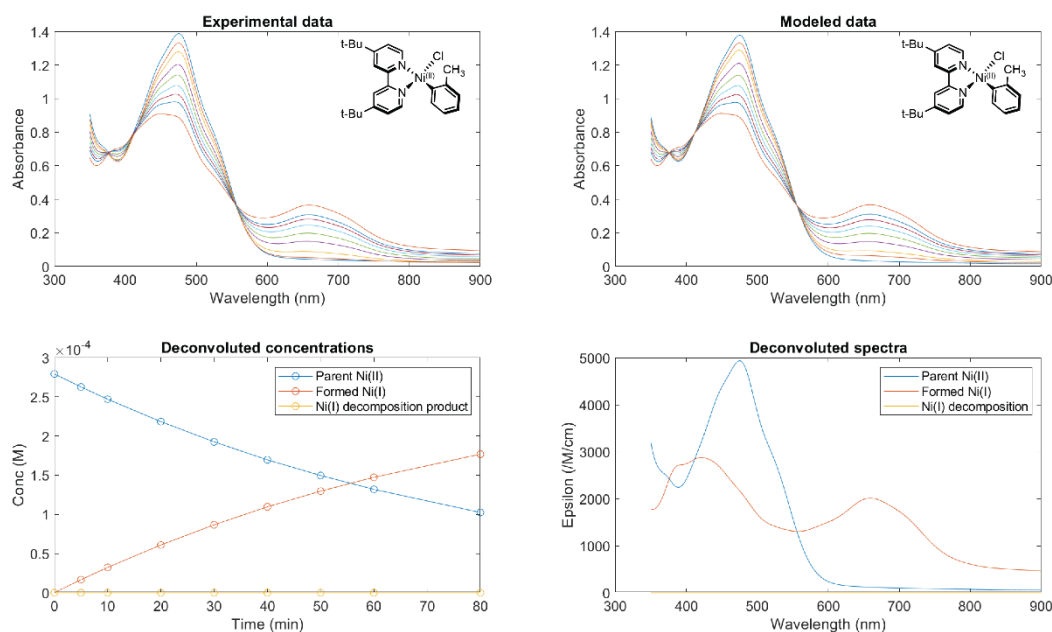 Experimental data
1.4
1.2
1
0.8
0.6
0.4
0.2
0
300 400 500 600 700 800 900
Absorbance
Wavelength (nm)
t-Bu
t-Bu
N
N
Ni(II)
Cl
CH3
Modeled data
1.4
1.2
1
0.8
0.6
0.4
0.2
0
300 400 500 600 700 800 900
Absorbance
Wavelength (nm)
t-Bu
t-Bu
N
N
Ni(II)
Cl
CH3
Deconvoluted concentrations
×10-4
3
2.5
2
1.5
1
0.5
0
0 10 20 30 40 50 60 70 80
Conc (M)
Time (min)
Parent Ni(II)
Formed Ni(I)
Ni(I) decomposition product
Deconvoluted spectra
5000
4000
3000
2000
1000
0
300 400 500 600 700 800 900
Epsilon (/M/cm)
Wavelength (nm)
Parent Ni(II)
Formed Ni(I)
Ni(I) decomposition